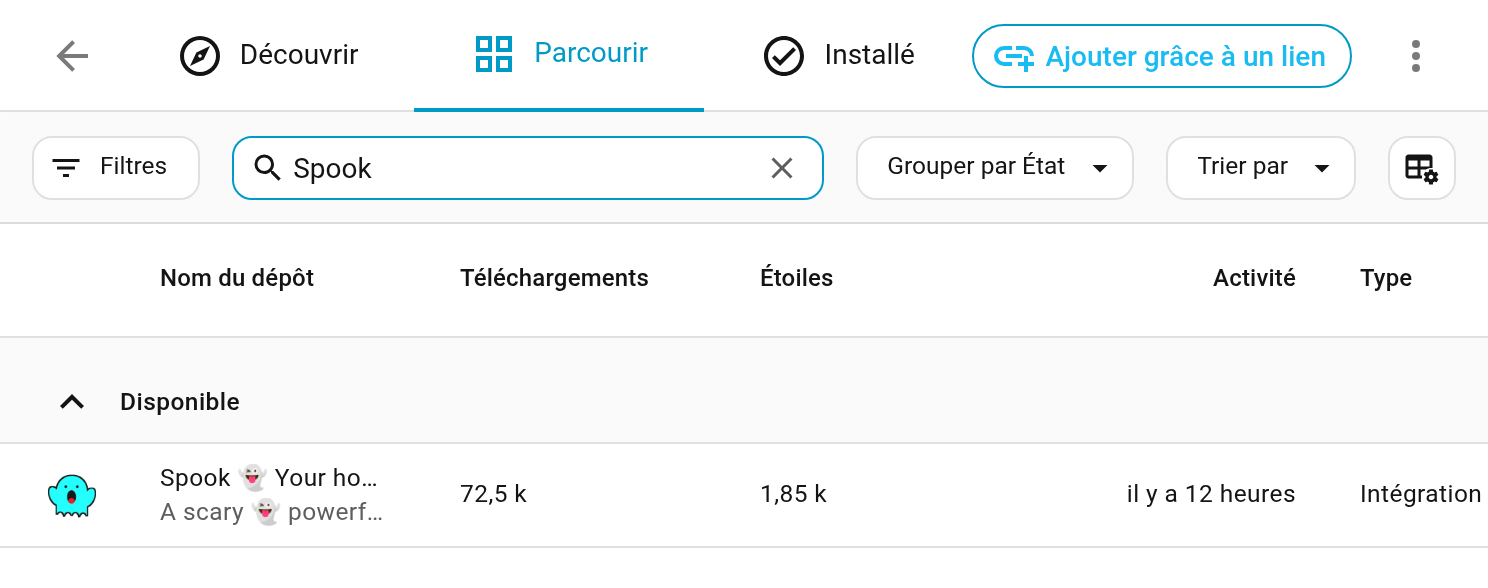 Découvrir Parcourir Installé Ajouter grâce à un lien
Filtres Spook Grouper par État Trier par
Nom du dépôt Téléchargements Étoiles Activité Type
Disponible
Spook 👻 Your ho… 72,5 k 1,85 k il y a 12 heures Intégration
A scary 👻 powerf…